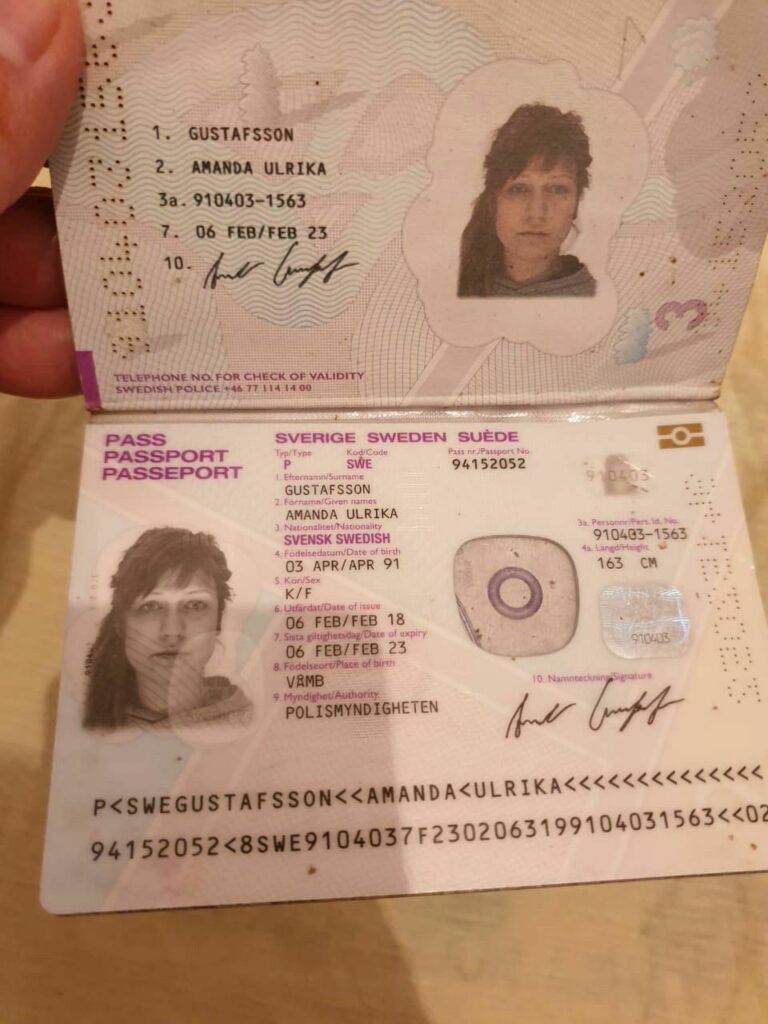 1. GUSTAFSSON
2. AMANDA ULRIKA
3a. 910403-1563
7. 06 FEB/FEB 23
10.
3
TELEPHONE NO. FOR CHECK OF VALIDITY
SWEDISH POLICE +46 77 114 14 00
PASS
PASSPORT
PASSEPORT
SVERIGE SWEDEN SUÈDE
Typ/Type Kod/Code Pass nr./Passport No.
P SWE 94152052
1. Efternamn/Surname
GUSTAFSSON
2. Förnamn/Given names
AMANDA ULRIKA
3. Nationalitet/Nationality
SVENSK SWEDISH
4. Födelsedatum/Date of birth
03 APR/APR 91
5. Kön/Sex
K/F
6. Utfärdat/Date of issue
06 FEB/FEB 18
7. Sista giltighetsdag/Date of expiry
06 FEB/FEB 23
8. Födelseort/Place of birth
VÅMB
9. Myndighet/Authority
POLISMYNDIGHETEN
910403
3a. Personnr/Pers. id. No.
910403-1563
4a. Längd/Height
163 CM
910403
10. Namnteckning/Signature
P<SWEGUSTAFSSON<<AMANDA<ULRIKA<<<<<<<<<<<<<<
94152052<8SWE9104037F2302063199104031563<<02